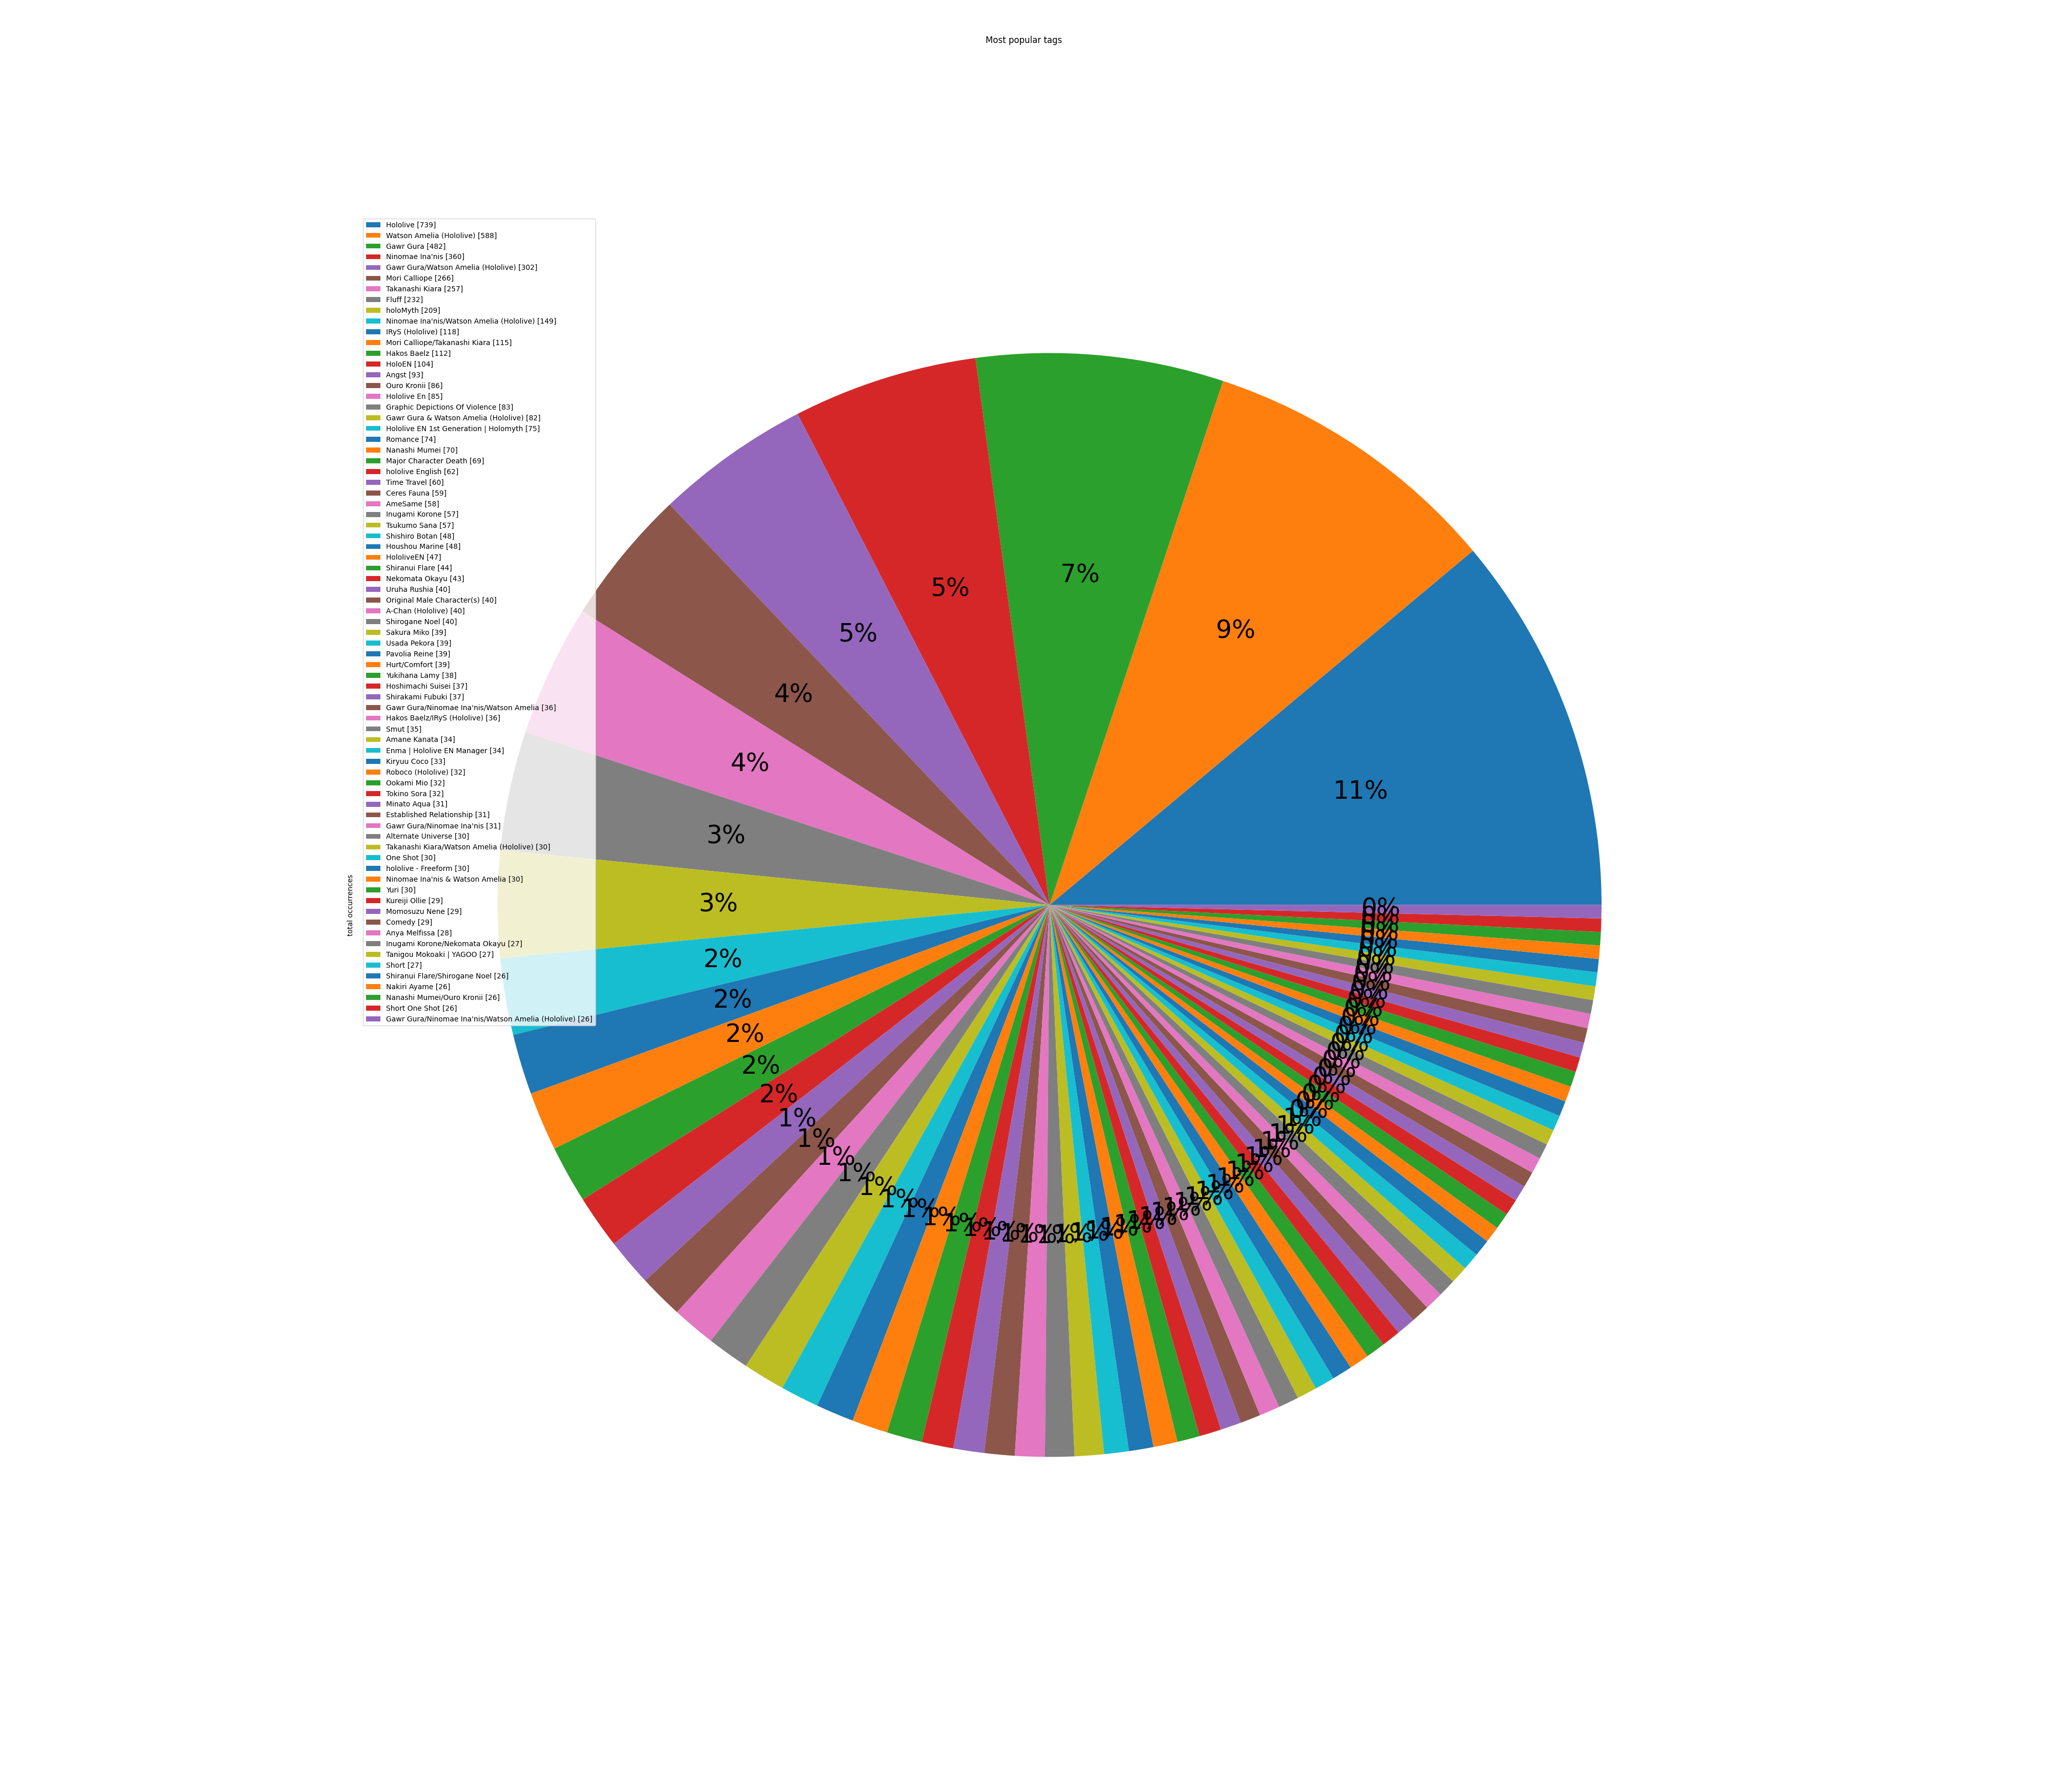 Most popular tags
Hololive [739]
Watson Amelia (Hololive) [588]
Gawr Gura [482]
Ninomae Ina'nis [360]
Gawr Gura/Watson Amelia (Hololive) [302]
Mori Calliope [266]
Takanashi Kiara [257]
Fluff [232]
holoMyth [209]
Ninomae Ina'nis/Watson Amelia (Hololive) [149]
IRyS (Hololive) [118]
Mori Calliope/Takanashi Kiara [115]
Hakos Baelz [112]
HoloEN [104]
Angst [93]
Ouro Kronii [86]
Hololive En [85]
Graphic Depictions Of Violence [83]
Gawr Gura & Watson Amelia (Hololive) [82]
Hololive EN 1st Generation | Holomyth [75]
Romance [74]
Nanashi Mumei [70]
Major Character Death [69]
hololive English [62]
Time Travel [60]
Ceres Fauna [59]
AmeSame [58]
Inugami Korone [57]
Tsukumo Sana [57]
Shishiro Botan [48]
Houshou Marine [48]
HololiveEN [47]
Shiranui Flare [44]
Nekomata Okayu [43]
Uruha Rushia [40]
Original Male Character(s) [40]
A-Chan (Hololive) [40]
Shirogane Noel [40]
Sakura Miko [39]
Usada Pekora [39]
Pavolia Reine [39]
Hurt/Comfort [39]
Yukihana Lamy [38]
Hoshimachi Suisei [37]
Shirakami Fubuki [37]
Gawr Gura/Ninomae Ina'nis/Watson Amelia [36]
Hakos Baelz/IRyS (Hololive) [36]
Smut [35]
Amane Kanata [34]
Enma | Hololive EN Manager [34]
Kiryuu Coco [33]
Roboco (Hololive) [32]
Ookami Mio [32]
Tokino Sora [32]
Minato Aqua [31]
Established Relationship [31]
Gawr Gura/Ninomae Ina'nis [31]
Alternate Universe [30]
Takanashi Kiara/Watson Amelia (Hololive) [30]
One Shot [30]
hololive - Freeform [30]
Ninomae Ina'nis & Watson Amelia [30]
Yuri [30]
Kureiji Ollie [29]
Momosuzu Nene [29]
Comedy [29]
Anya Melfissa [28]
Inugami Korone/Nekomata Okayu [27]
Tanigou Mokoaki | YAGOO [27]
Short [27]
Shiranui Flare/Shirogane Noel [26]
Nakiri Ayame [26]
Nanashi Mumei/Ouro Kronii [26]
Short One Shot [26]
Gawr Gura/Ninomae Ina'nis/Watson Amelia (Hololive) [26]
total occurrences
11%
9%
7%
5%
5%
4%
4%
3%
3%
2%
2%
2%
2%
2%
1%
1%
1%
1%
1%
1%
1%
1%
1%
1%
1%
1%
1%
1%